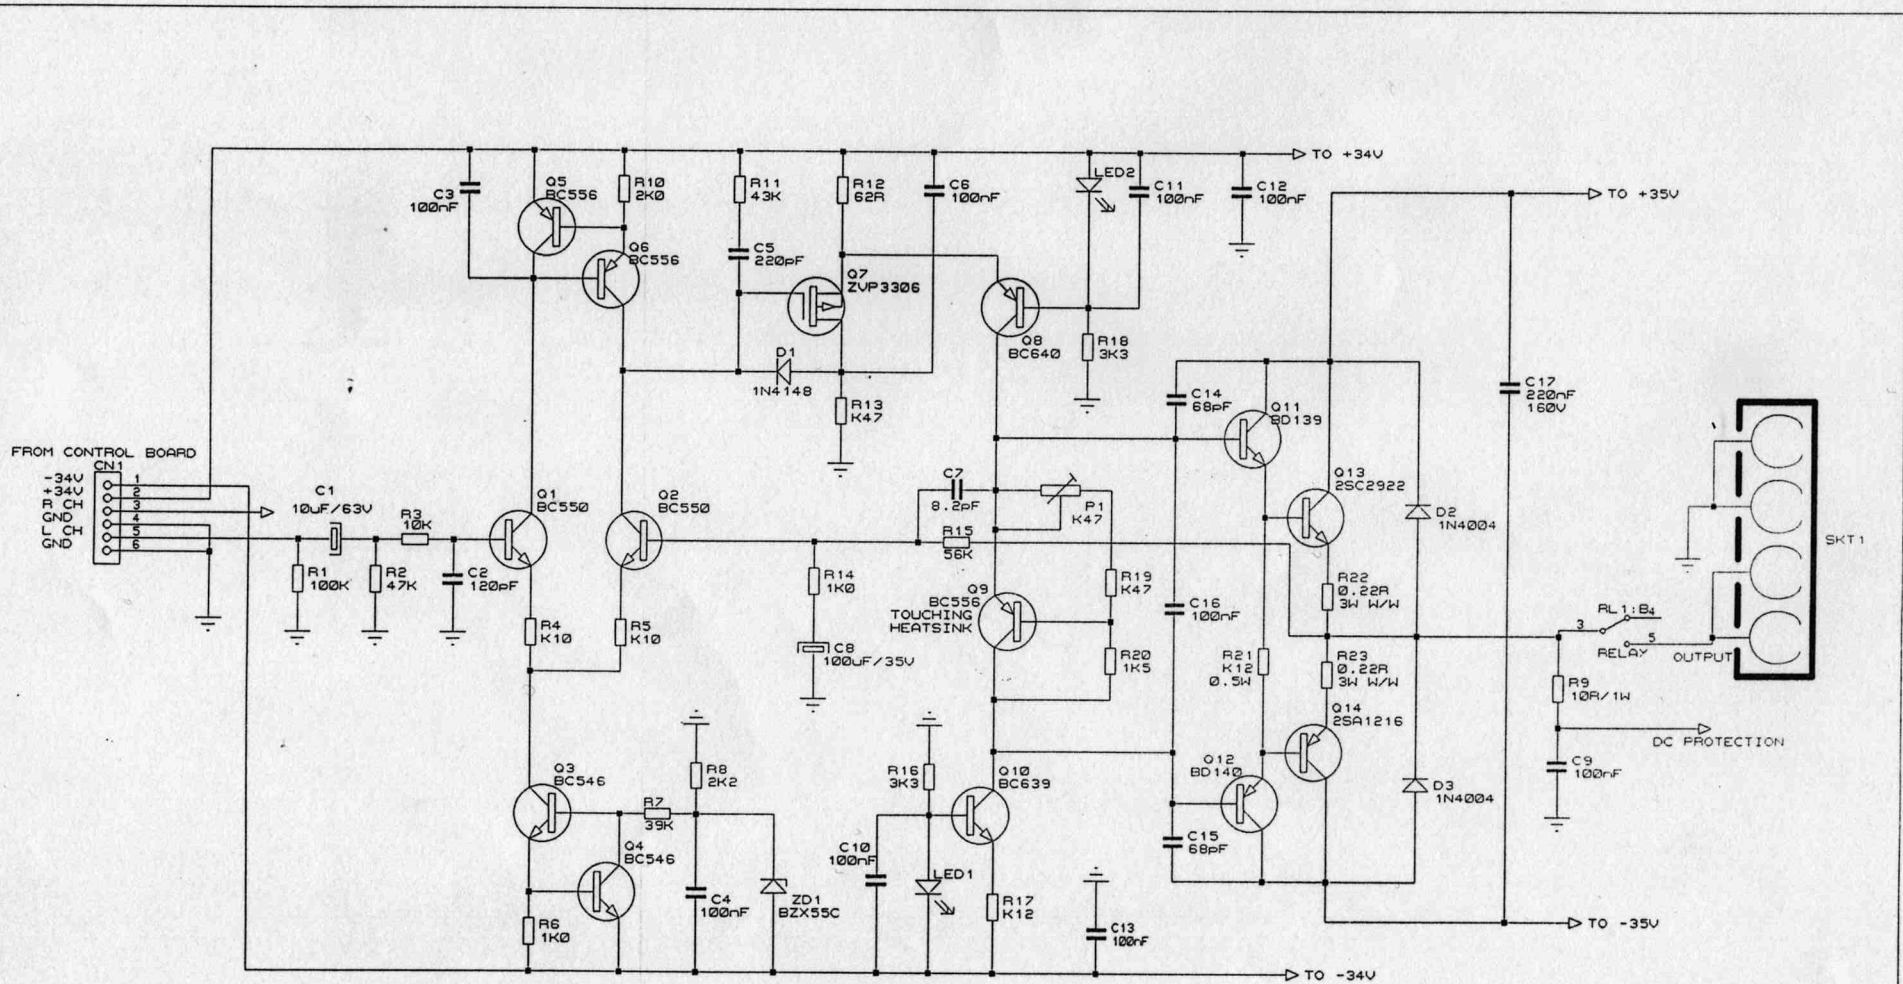 TO +34V
TO +35V
C3
100nF
Q5
BC556
R10
2K0
R11
43K
R12
62R
C6
100nF
LED2
C11
100nF
C12
100nF
Q6
BC556
C5
220pF
Q7
ZVP3306
Q8
BC640
R18
3K3
D1
1N4148
R13
K47
C14
68pF
Q11
BD139
C17
220nF
160V
FROM CONTROL BOARD
CN1
-34V 1
+34V 2
R CH 3
GND 4
L CH 5
GND 6
C1
10uF/63V
R3
10K
Q1
BC550
Q2
BC550
C7
8.2pF
P1
K47
Q13
2SC2922
D2
1N4004
SKT1
R15
56K
R1
100K
R2
47K
C2
120pF
R14
1K0
R19
K47
Q9
BC556
TOUCHING
HEATSINK
C16
100nF
R22
0.22R
3W W/W
R4
K10
R5
K10
C8
100uF/35V
R20
1K5
R21
K12
0.5W
R23
0.22R
3W W/W
RL1:B4
3
5
RELAY
OUTPUT
R9
10R/1W
Q14
2SA1216
DC PROTECTION
C9
100nF
Q3
BC546
R8
2K2
R16
3K3
Q10
BC639
Q12
BD140
D3
1N4004
R7
39K
Q4
BC546
C10
100nF
C15
68pF
LED1
C4
100nF
ZD1
BZX55C
R17
K12
R6
1K0
C13
100nF
TO -35V
TO -34V